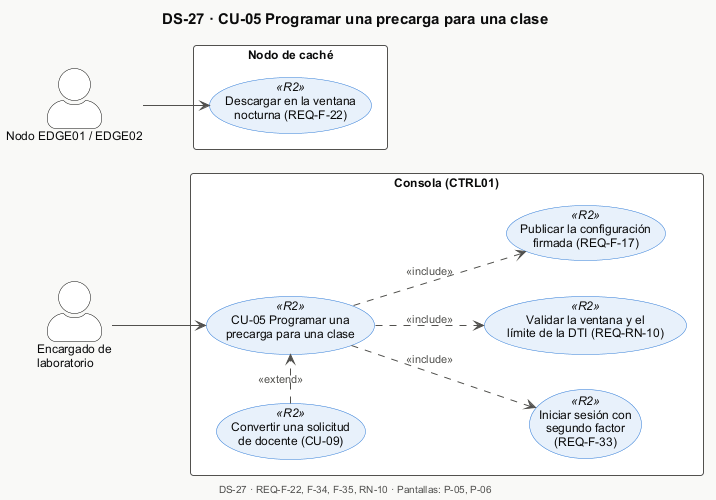 DS-27 · CU-05 Programar una precarga para una clase
Nodo de caché
«R2»
Descargar en la ventana
nocturna (REQ-F-22)
Nodo EDGE01 / EDGE02
Consola (CTRL01)
«R2»
Publicar la configuración
firmada (REQ-F-17)
«include»
«R2»
CU-05 Programar una
precarga para una clase
«include»
«R2»
Validar la ventana y el
límite de la DTI (REQ-RN-10)
Encargado de
laboratorio
«include»
«extend»
«R2»
Convertir una solicitud
de docente (CU-09)
«R2»
Iniciar sesión con
segundo factor
(REQ-F-33)
DS-27 · REQ-F-22, F-34, F-35, RN-10 · Pantallas: P-05, P-06